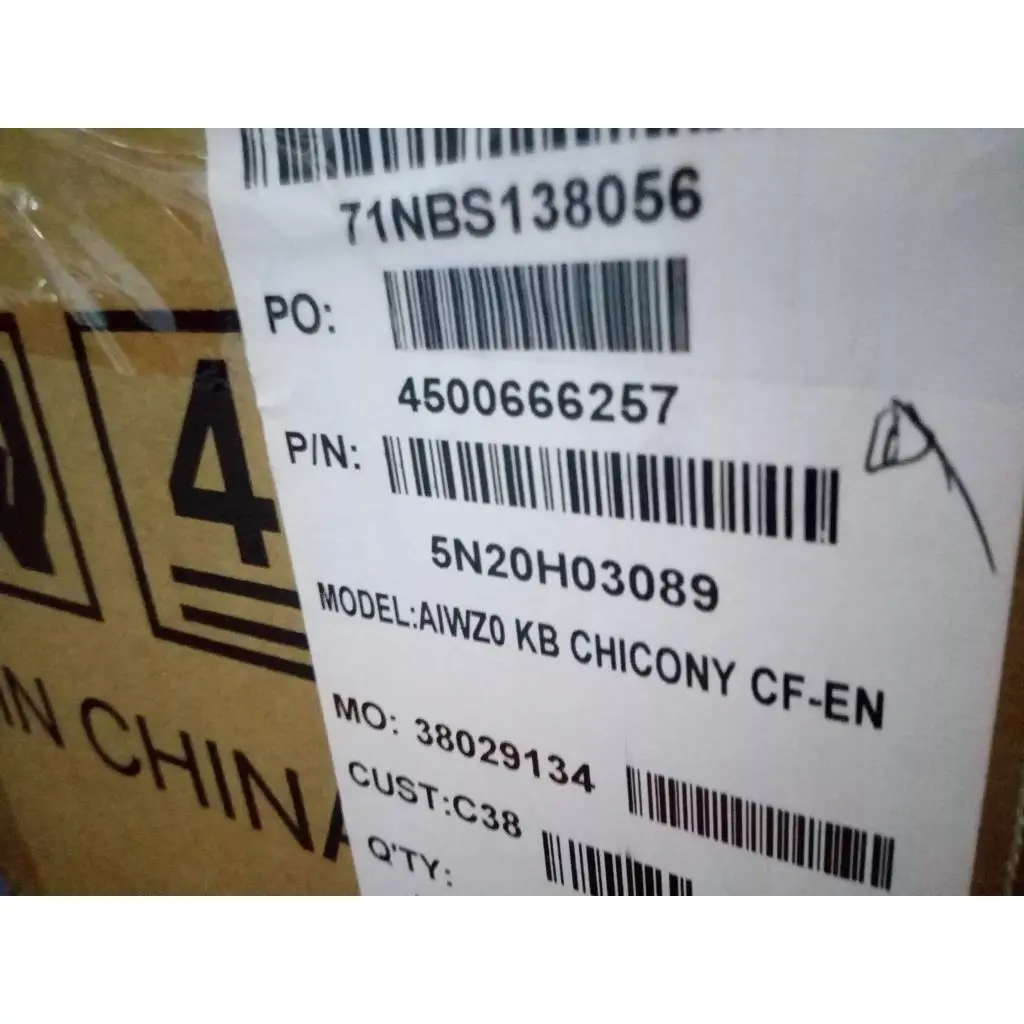 71NBS138056
PO:
4500666257
P/N:
5N20H03089
MODEL:AIWZ0 KB CHICONY CF-EN
MO: 38029134
CUST:C38
Q'TY:
4
IN CHINA